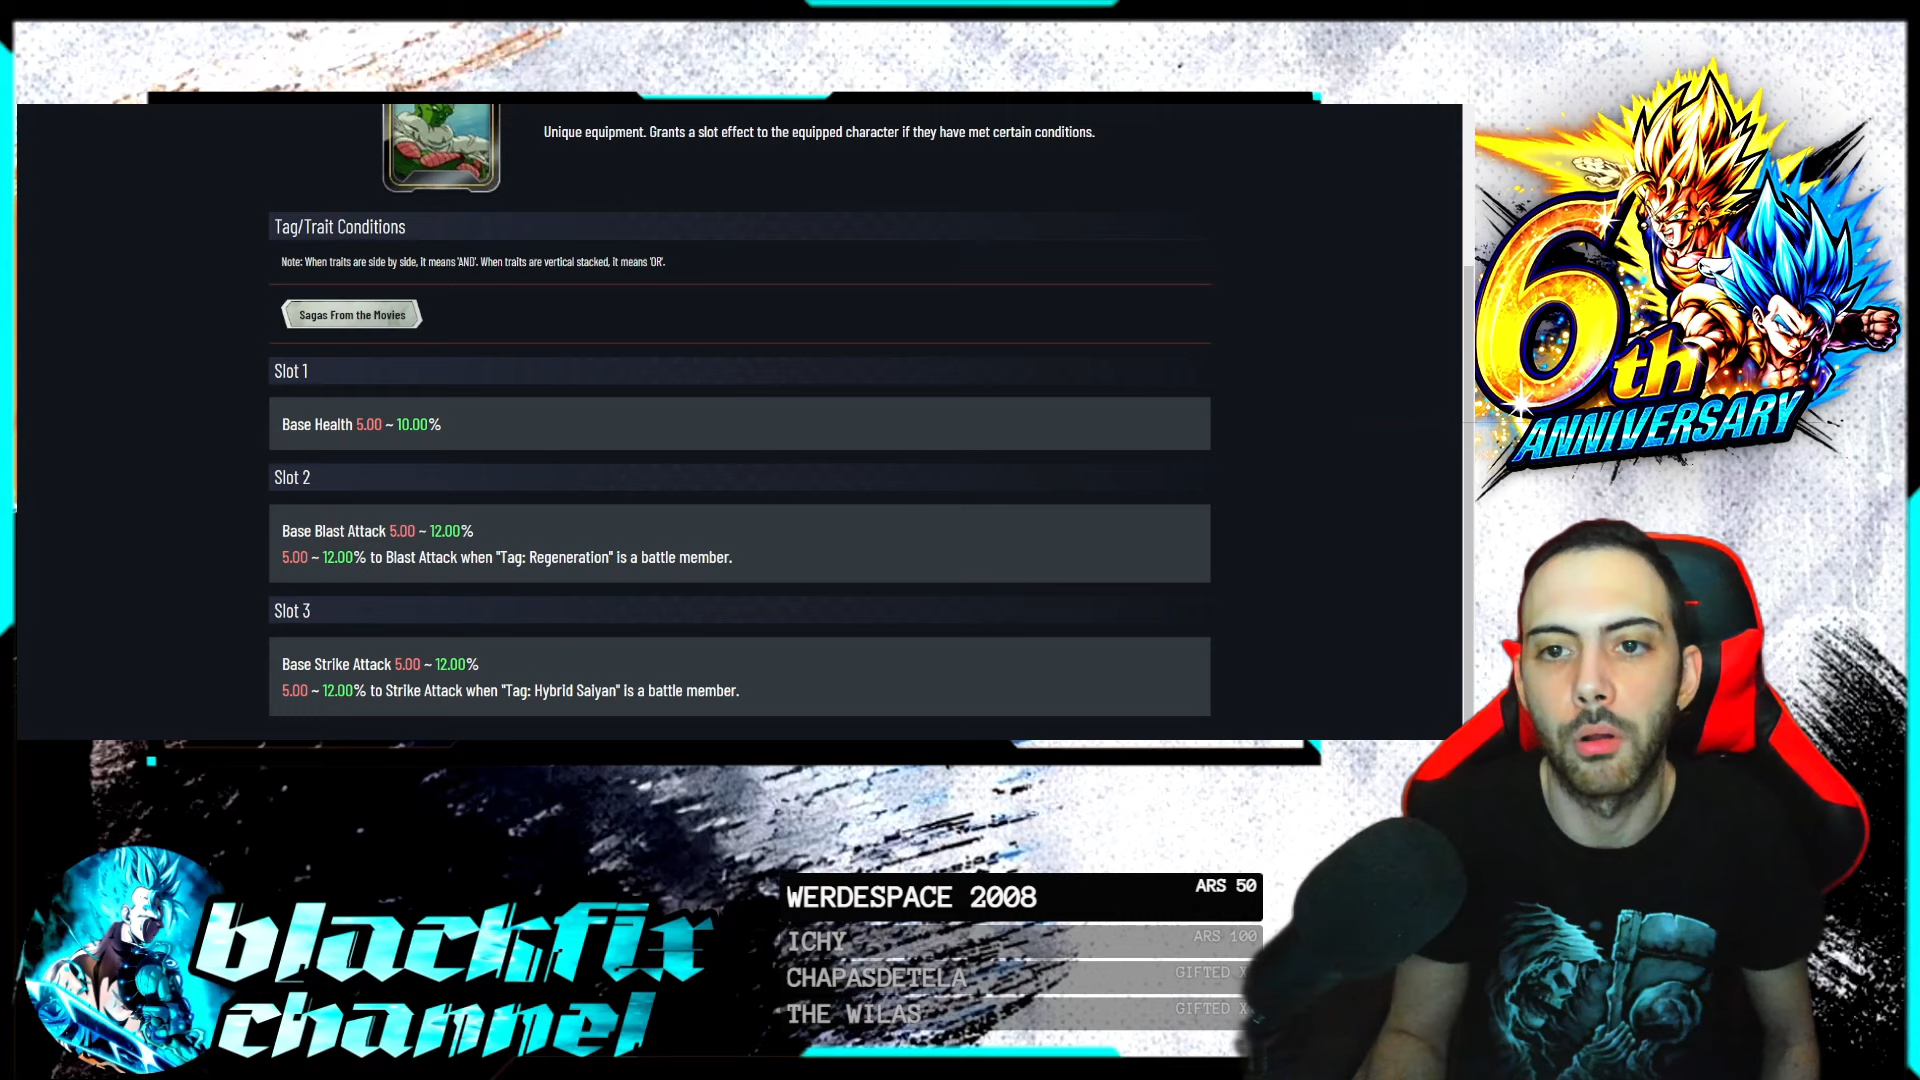 Unique equipment. Grants a slot effect to the equipped character if they have met certain conditions.
Tag/Trait Conditions
Note: When traits are side by side, it means 'AND'. When traits are vertical stacked, it means 'OR'.
Sagas From the Movies
Slot 1
Base Health 5.00 ~ 10.00%
Slot 2
Base Blast Attack 5.00 ~ 12.00%
5.00 ~ 12.00% to Blast Attack when "Tag: Regeneration" is a battle member.
Slot 3
Base Strike Attack 5.00 ~ 12.00%
5.00 ~ 12.00% to Strike Attack when "Tag: Hybrid Saiyan" is a battle member.
6th
ANNIVERSARY
blackfix
channel
WERDESPACE 2008 ARS 50
ICHY ARS 100
CHAPASDETELA GIFTED X
THE WILAS GIFTED X